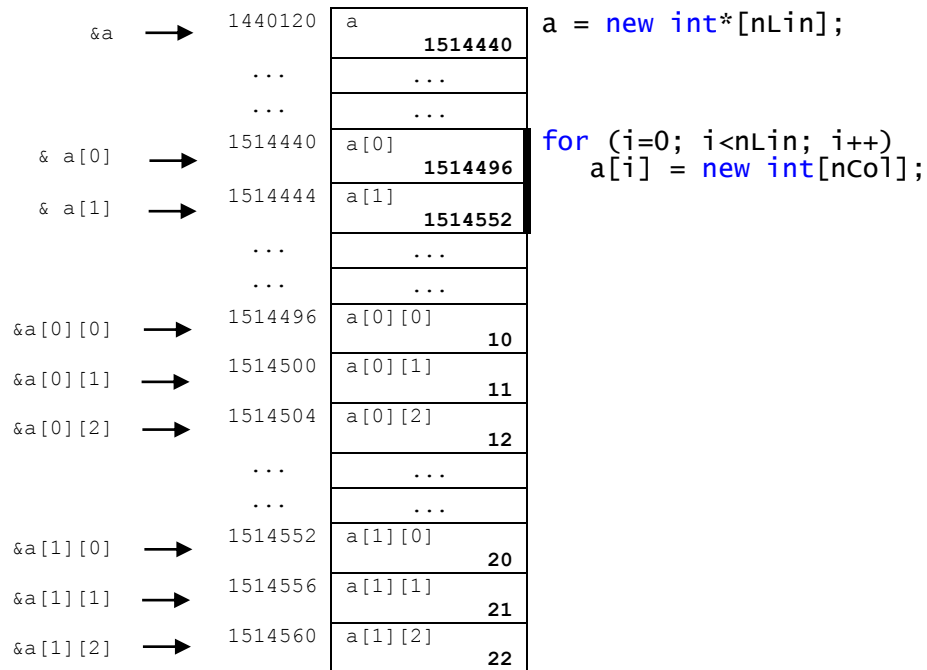 &a 1440120 a a = new int*[nLin];
1514440
... ...
... ...
& a[0] 1514440 a[0] for (i=0; i<nLin; i++)
1514496 a[i] = new int[nCol];
& a[1] 1514444 a[1]
1514552
... ...
... ...
&a[0][0] 1514496 a[0][0]
10
&a[0][1] 1514500 a[0][1]
11
&a[0][2] 1514504 a[0][2]
12
... ...
... ...
&a[1][0] 1514552 a[1][0]
20
&a[1][1] 1514556 a[1][1]
21
&a[1][2] 1514560 a[1][2]
22